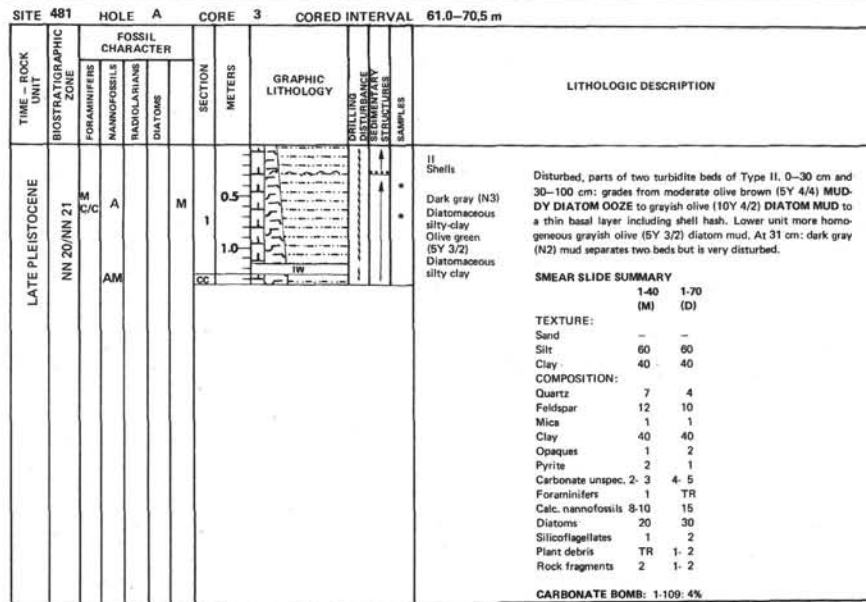 SITE 481 HOLE A CORE 3 CORED INTERVAL 61.0–70.5 m
TIME – ROCK UNIT
BIOSTRATIGRAPHIC ZONE
FOSSIL CHARACTER
FORAMINIFERS
NANNOFOSSILS
RADIOLARIANS
DIATOMS
SECTION
METERS
GRAPHIC LITHOLOGY
DRILLING DISTURBANCE
SEDIMENTARY STRUCTURES
SAMPLES
LITHOLOGIC DESCRIPTION
LATE PLEISTOCENE
NN 20/NN 21
M
C/C
A
AM
M
1
CC
0.5
1.0
IW
*
*
II
Shells
Dark gray (N3)
Diatomaceous
silty-clay
Olive green
(5Y 3/2)
Diatomaceous
silty clay
Disturbed, parts of two turbidite beds of Type II. 0–30 cm and
30–100 cm: grades from moderate olive brown (5Y 4/4) MUD-
DY DIATOM OOZE to grayish olive (10Y 4/2) DIATOM MUD to
a thin basal layer including shell hash. Lower unit more homo-
geneous grayish olive (5Y 3/2) diatom mud. At 31 cm: dark gray
(N2) mud separates two beds but is very disturbed.
SMEAR SLIDE SUMMARY
1-40 1-70
(M) (D)
TEXTURE:
Sand – –
Silt 60 60
Clay 40 40
COMPOSITION:
Quartz 7 4
Feldspar 12 10
Mica 1 1
Clay 40 40
Opaques 1 2
Pyrite 2 1
Carbonate unspec. 2- 3 4- 5
Foraminifers 1 TR
Calc. nannofossils 8-10 15
Diatoms 20 30
Silicoflagellates 1 2
Plant debris TR 1- 2
Rock fragments 2 1- 2
CARBONATE BOMB: 1-109: 4%